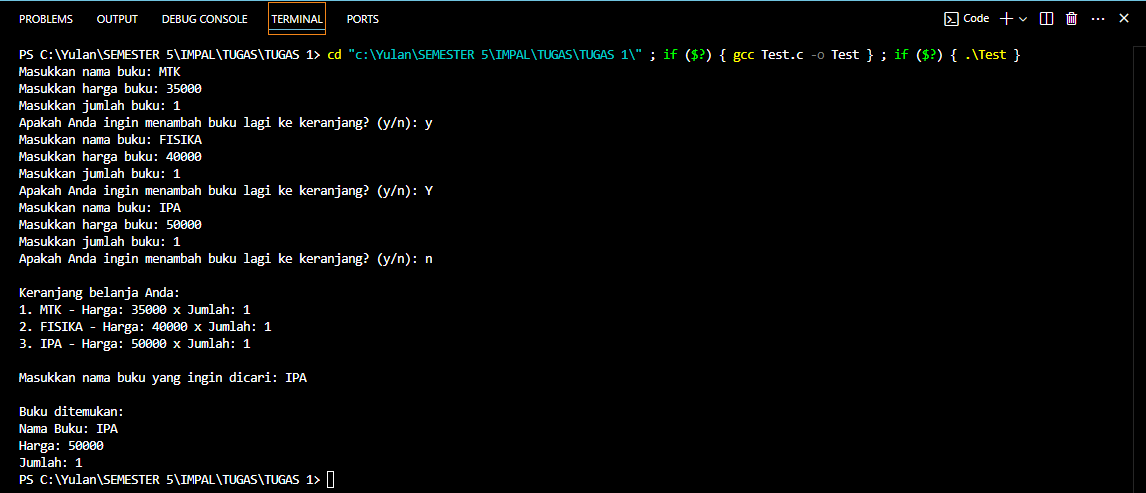 PROBLEMS OUTPUT DEBUG CONSOLE TERMINAL PORTS Code
PS C:\Yulan\SEMESTER 5\IMPAL\TUGAS\TUGAS 1> cd "c:\Yulan\SEMESTER 5\IMPAL\TUGAS\TUGAS 1\" ; if ($?) { gcc Test.c -o Test } ; if ($?) { .\Test }
Masukkan nama buku: MTK
Masukkan harga buku: 35000
Masukkan jumlah buku: 1
Apakah Anda ingin menambah buku lagi ke keranjang? (y/n): y
Masukkan nama buku: FISIKA
Masukkan harga buku: 40000
Masukkan jumlah buku: 1
Apakah Anda ingin menambah buku lagi ke keranjang? (y/n): Y
Masukkan nama buku: IPA
Masukkan harga buku: 50000
Masukkan jumlah buku: 1
Apakah Anda ingin menambah buku lagi ke keranjang? (y/n): n
Keranjang belanja Anda:
1. MTK - Harga: 35000 x Jumlah: 1
2. FISIKA - Harga: 40000 x Jumlah: 1
3. IPA - Harga: 50000 x Jumlah: 1
Masukkan nama buku yang ingin dicari: IPA
Buku ditemukan:
Nama Buku: IPA
Harga: 50000
Jumlah: 1
PS C:\Yulan\SEMESTER 5\IMPAL\TUGAS\TUGAS 1>